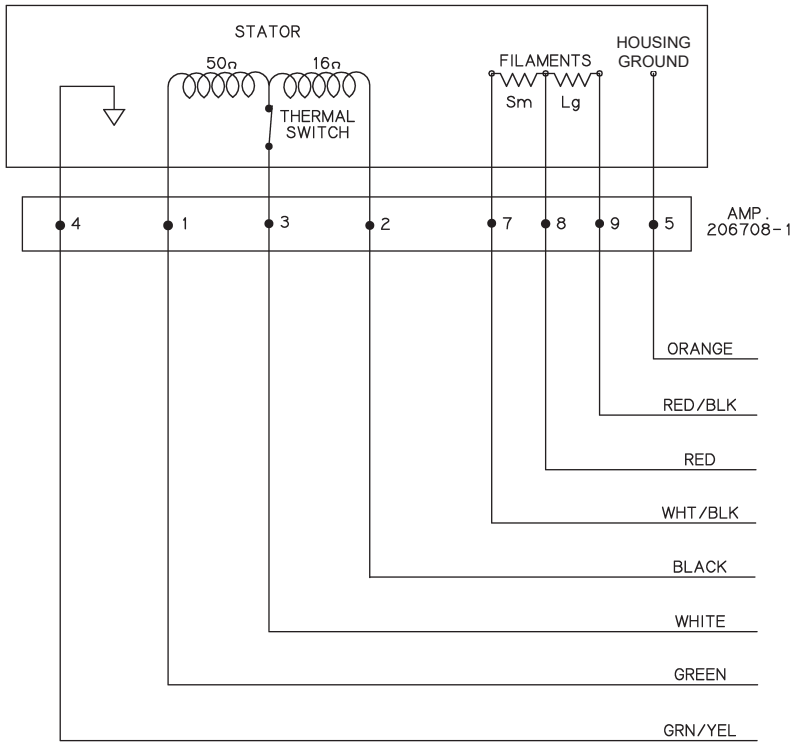 STATOR
50Ω
16Ω
FILAMENTS
HOUSING
GROUND
Sm
Lg
THERMAL
SWITCH
4
1
3
2
7
8
9
5
AMP.
206708-1
ORANGE
RED/BLK
RED
WHT/BLK
BLACK
WHITE
GREEN
GRN/YEL